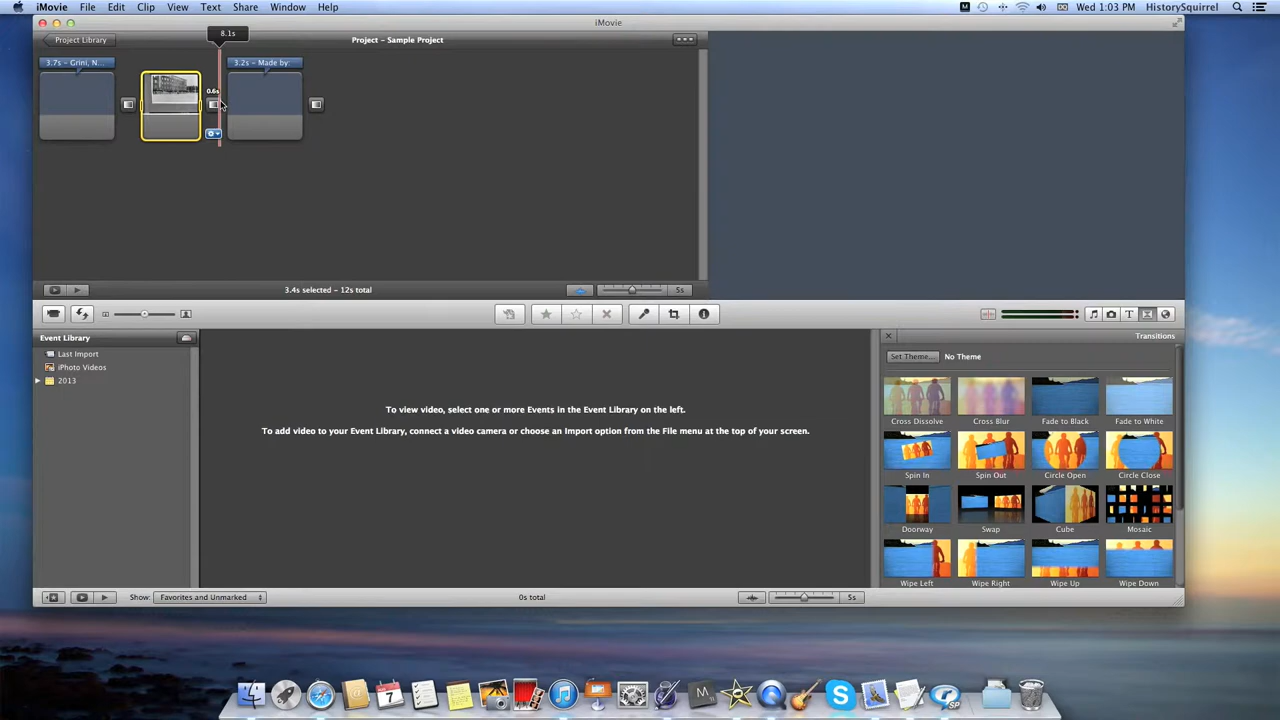 iMovie File Edit Clip View Text Share Window Help Wed 1:03 PM HistorySquirrel
iMovie
8.1s
Project Library
Project - Sample Project
3.7s - Grini, N...
3.2s - Made by:
0.6s
3.4s selected - 12s total
5s
Event Library
Last Import
iPhoto Videos
2013
To view video, select one or more Events in the Event Library on the left.
To add video to your Event Library, connect a video camera or choose an Import option from the File menu at the top of your screen.
Transitions
Set Theme... No Theme
Cross Dissolve Cross Blur Fade to Black Fade to White
Spin In Spin Out Circle Open Circle Close
Doorway Swap Cube Mosaic
Wipe Left Wipe Right Wipe Up Wipe Down
Show: Favorites and Unmarked
0s total
5s